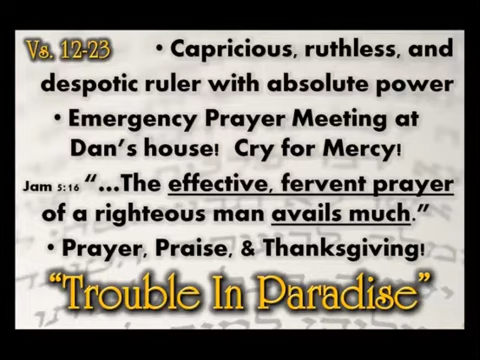 Vs. 12-23 • Capricious, ruthless, and
despotic ruler with absolute power
• Emergency Prayer Meeting at
Dan's house! Cry for Mercy!
Jam 5:16 “...The effective, fervent prayer
of a righteous man avails much.”
• Prayer, Praise, & Thanksgiving!
“Trouble In Paradise”